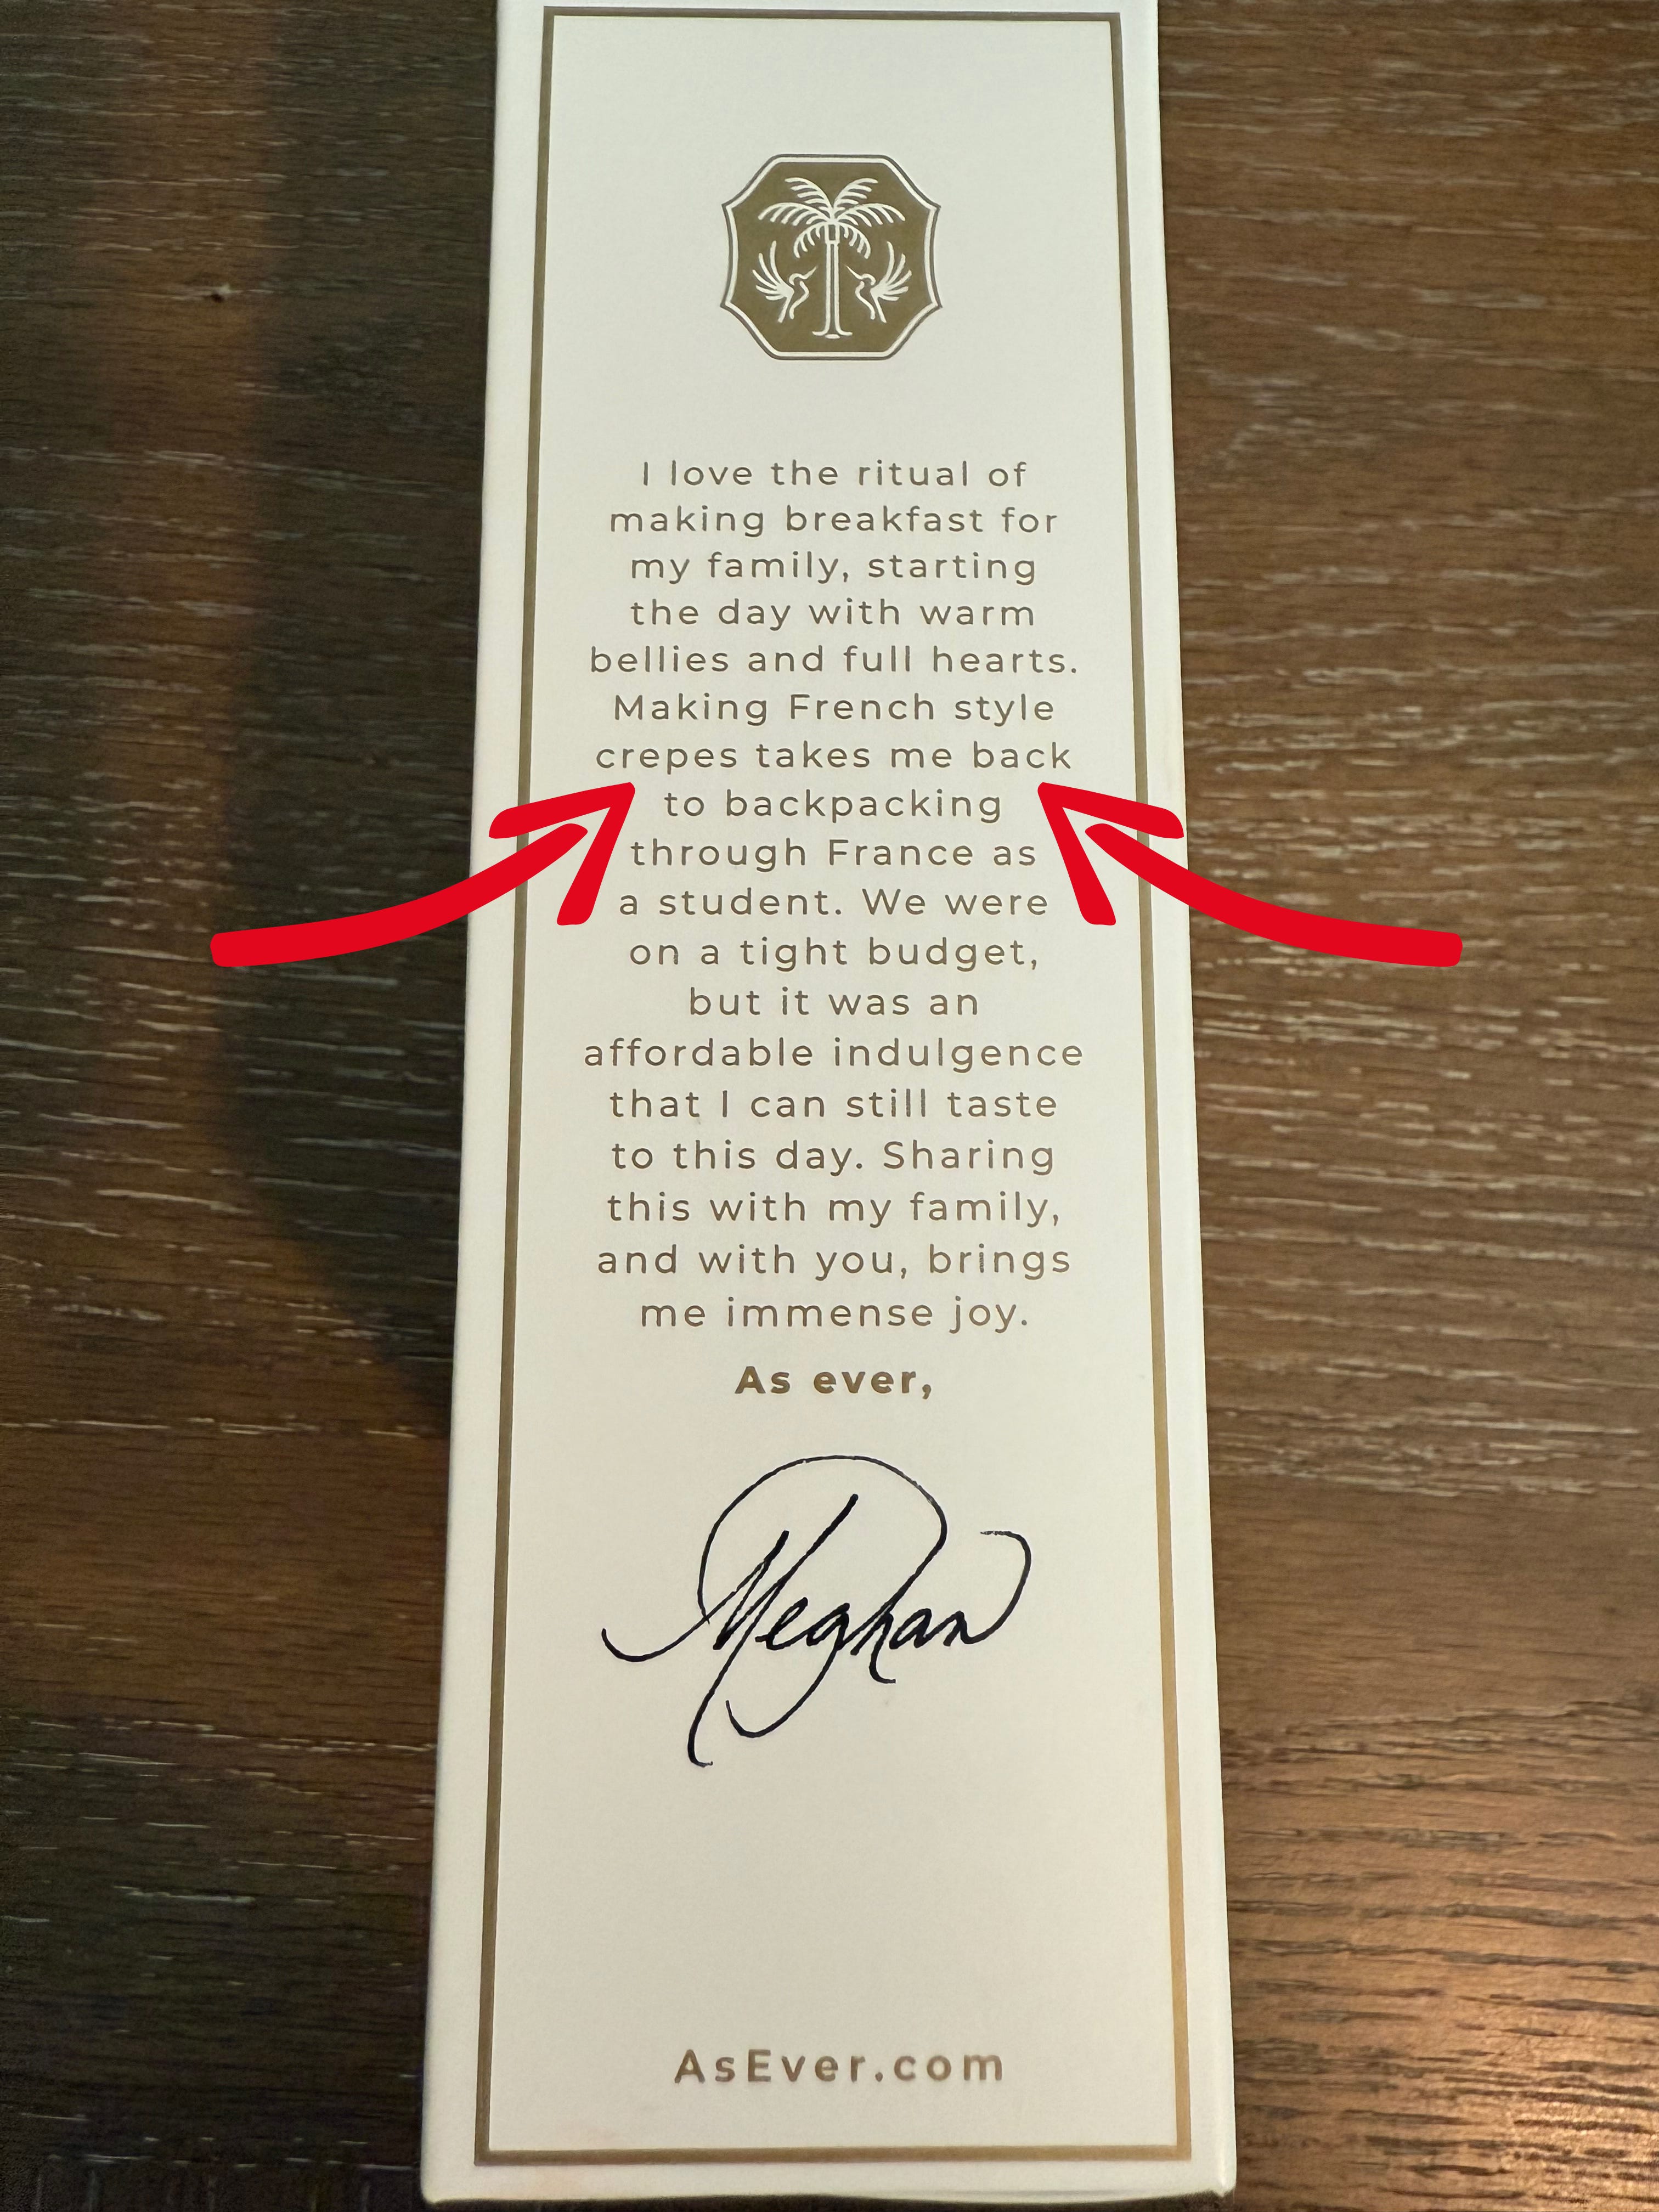 I love the ritual of
making breakfast for
my family, starting
the day with warm
bellies and full hearts.
Making French style
crepes takes me back
to backpacking
through France as
a student. We were
on a tight budget,
but it was an
affordable indulgence
that I can still taste
to this day. Sharing
this with my family,
and with you, brings
me immense joy.
As ever,
Meghan
AsEver.com